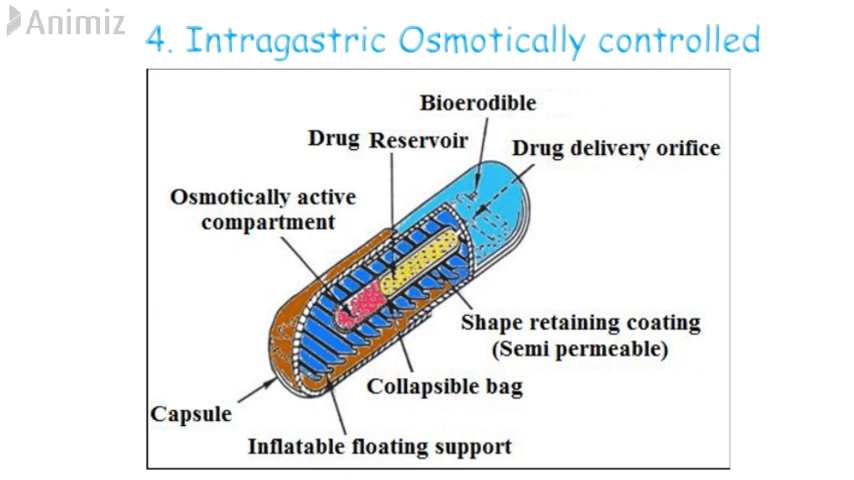 Animiz
4. Intragastric Osmotically controlled
Bioerodible
Drug Reservoir
Drug delivery orifice
Osmotically active
compartment
Shape retaining coating
(Semi permeable)
Collapsible bag
Capsule
Inflatable floating support